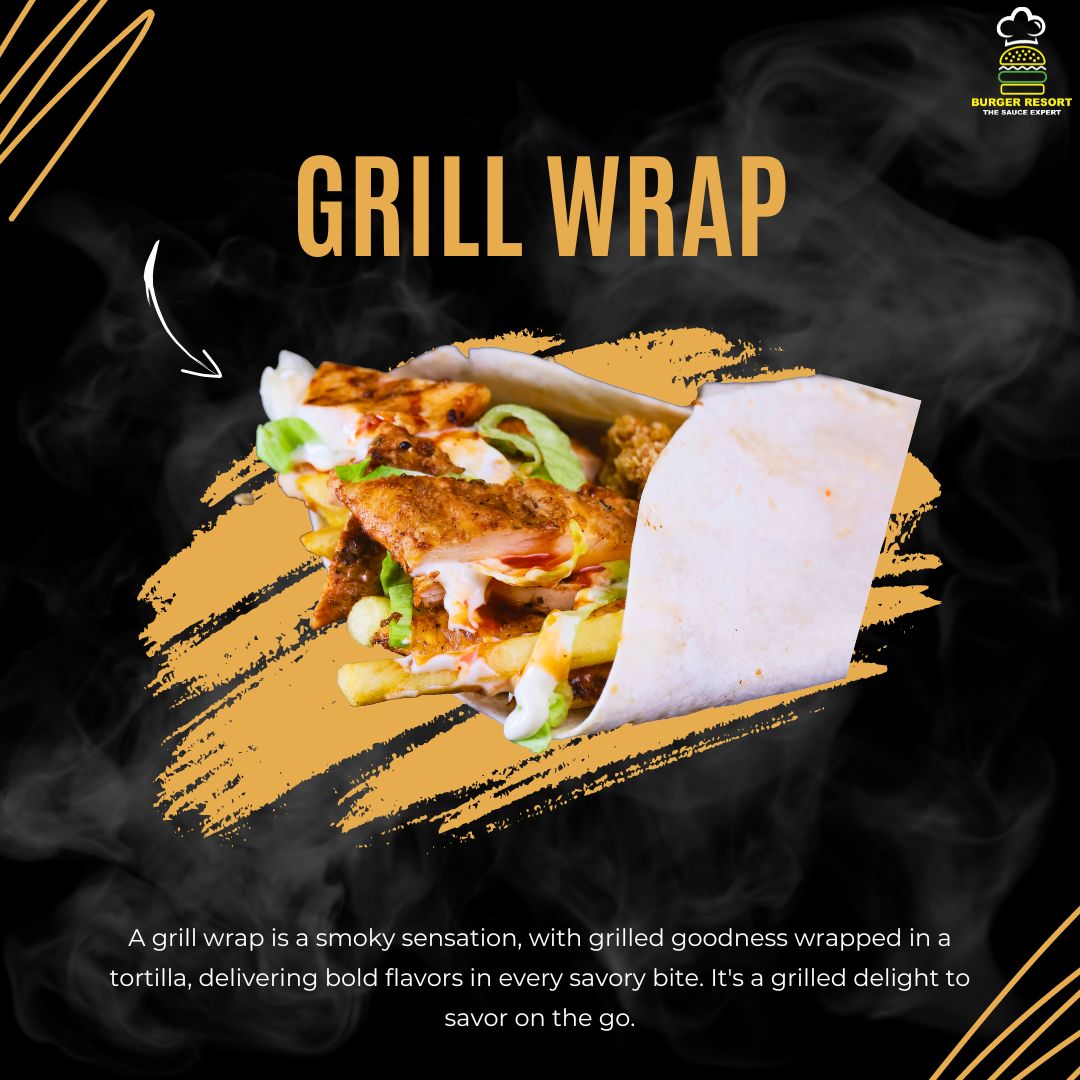 BURGER RESORT
THE SAUCE EXPERT
GRILL WRAP
A grill wrap is a smoky sensation, with grilled goodness wrapped in a
tortilla, delivering bold flavors in every savory bite. It's a grilled delight to
savor on the go.